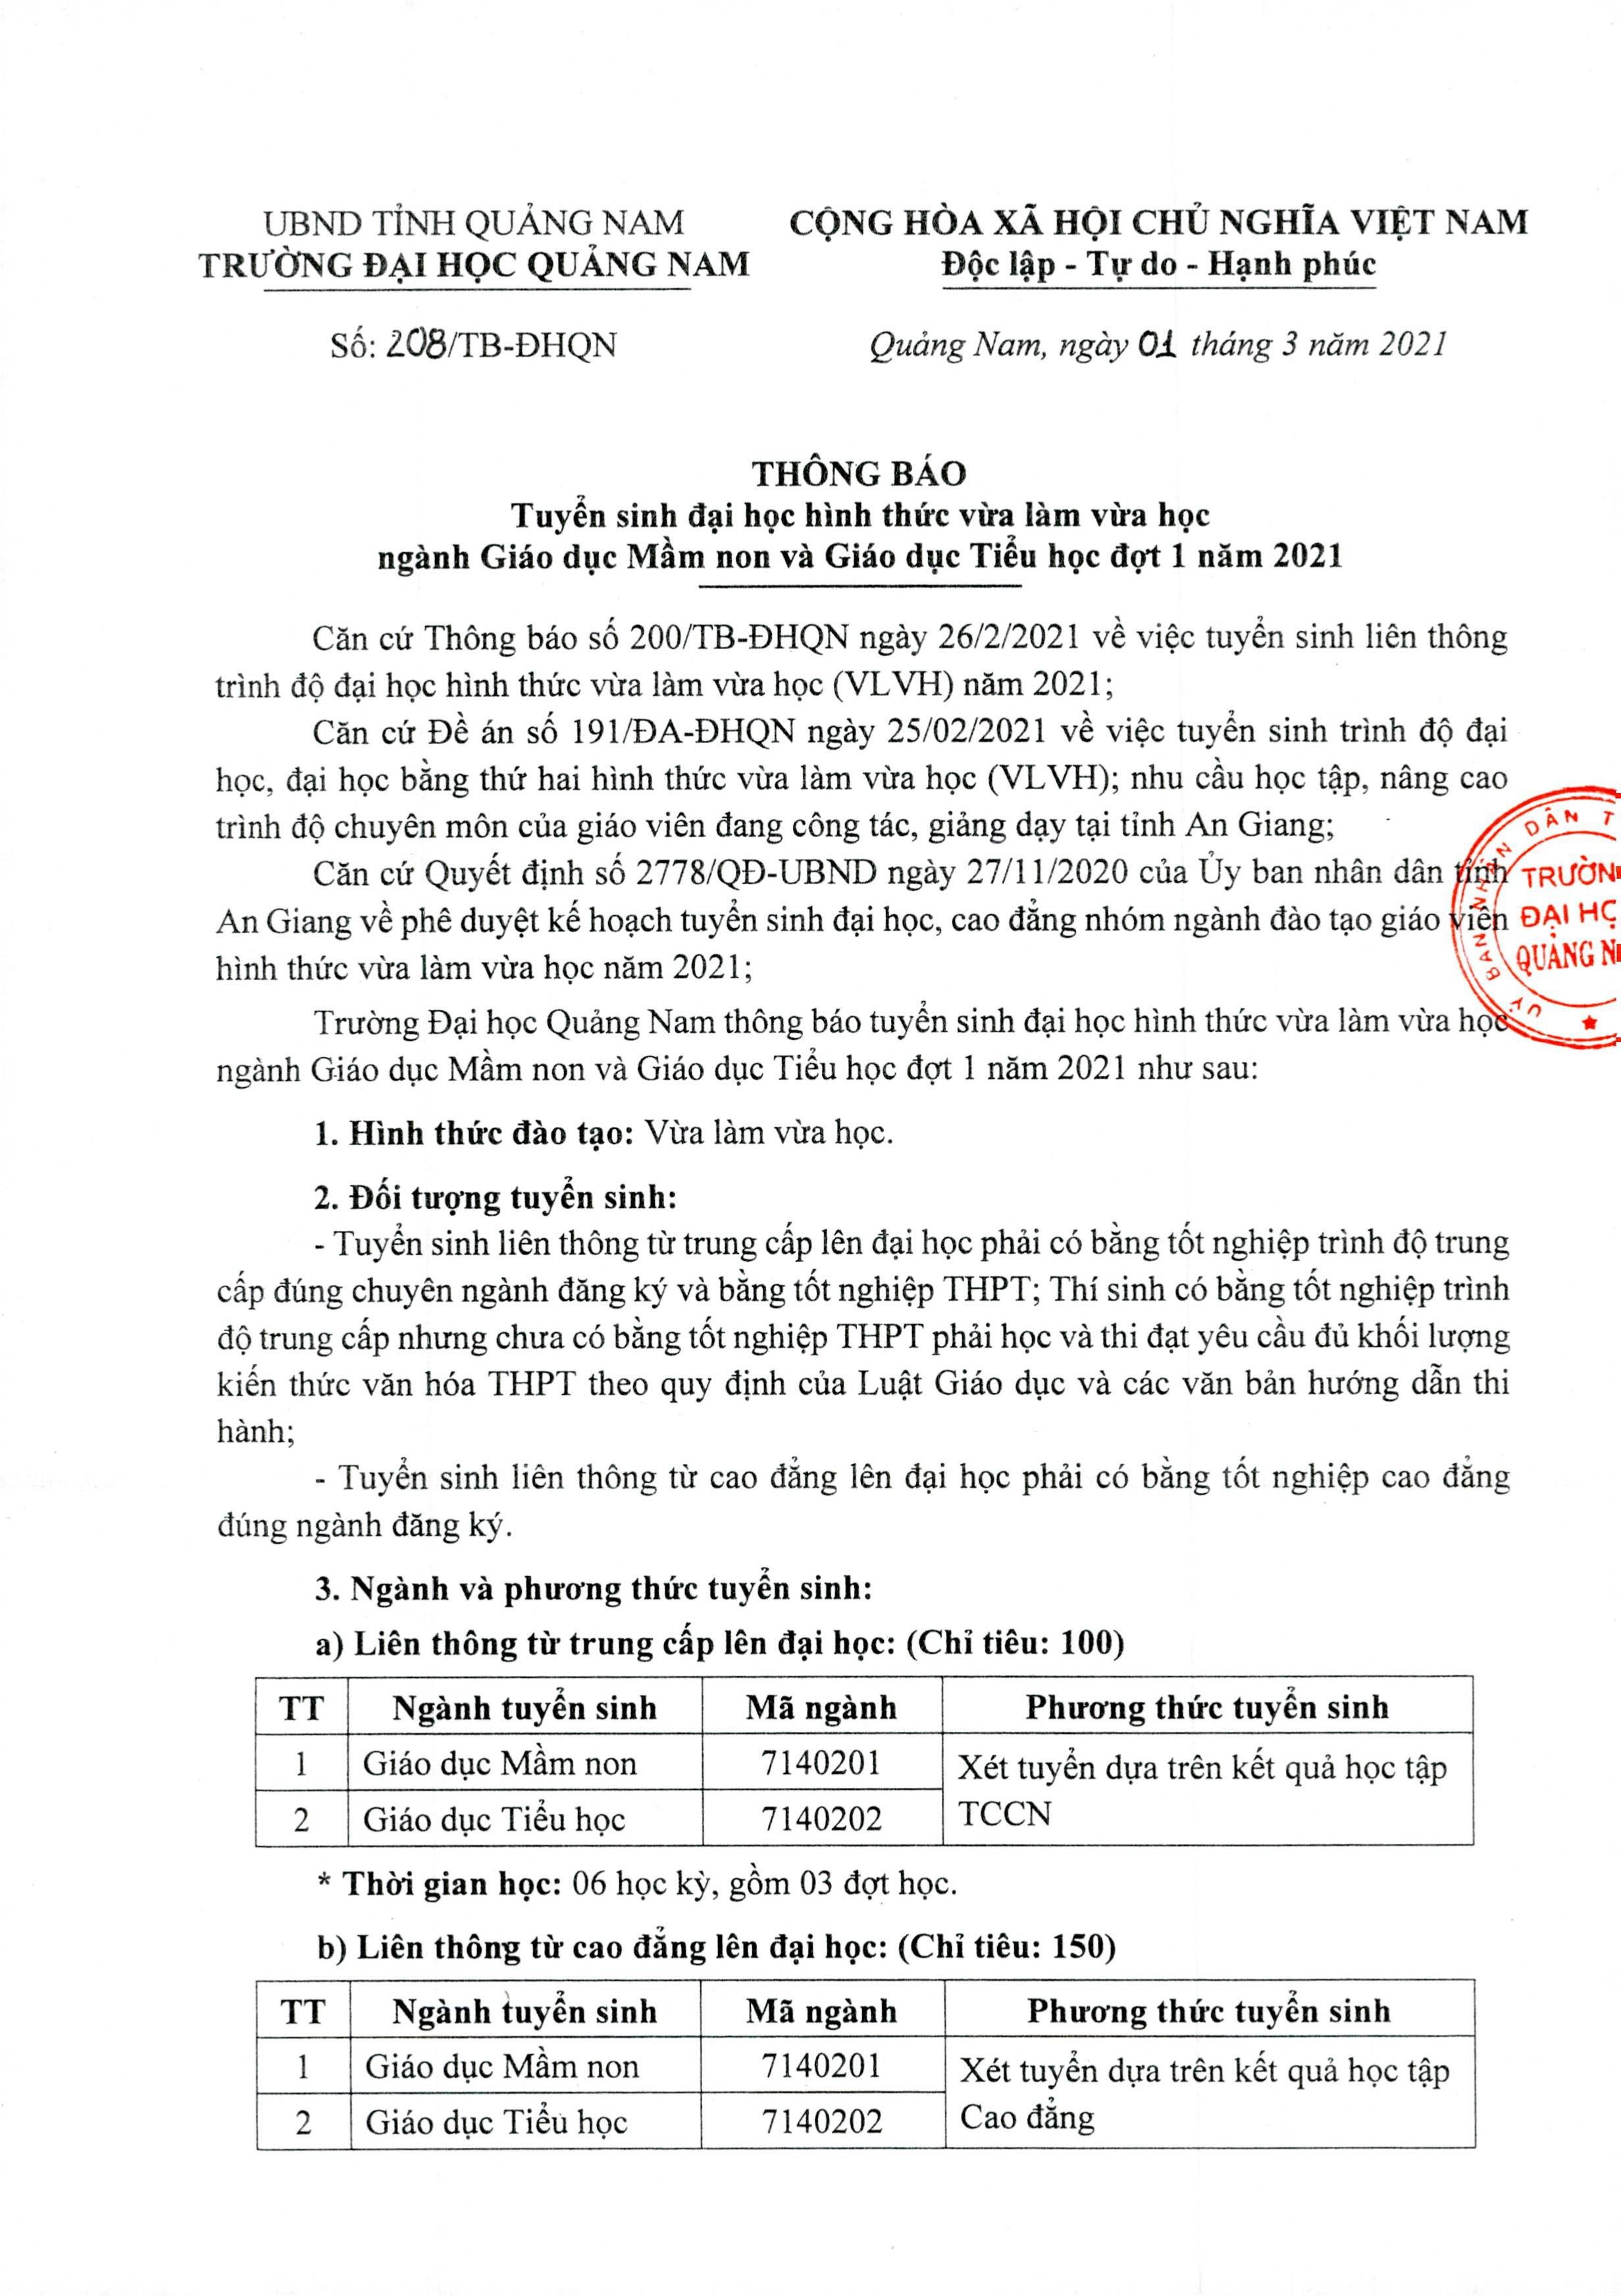 UBND TỈNH QUẢNG NAM
TRƯỜNG ĐẠI HỌC QUẢNG NAM
CỘNG HÒA XÃ HỘI CHỦ NGHĨA VIỆT NAM
Độc lập - Tự do - Hạnh phúc
Số: 208/TB-ĐHQN
Quảng Nam, ngày 01 tháng 3 năm 2021
THÔNG BÁO
Tuyển sinh đại học hình thức vừa làm vừa học
ngành Giáo dục Mầm non và Giáo dục Tiểu học đợt 1 năm 2021
Căn cứ Thông báo số 200/TB-ĐHQN ngày 26/2/2021 về việc tuyển sinh liên thông
trình độ đại học hình thức vừa làm vừa học (VLVH) năm 2021;
Căn cứ Đề án số 191/ĐA-ĐHQN ngày 25/02/2021 về việc tuyển sinh trình độ đại
học, đại học bằng thứ hai hình thức vừa làm vừa học (VLVH); nhu cầu học tập, nâng cao
trình độ chuyên môn của giáo viên đang công tác, giảng dạy tại tỉnh An Giang;
Căn cứ Quyết định số 2778/QĐ-UBND ngày 27/11/2020 của Ủy ban nhân dân tỉnh
An Giang về phê duyệt kế hoạch tuyển sinh đại học, cao đẳng nhóm ngành đào tạo giáo viên
hình thức vừa làm vừa học năm 2021;
Trường Đại học Quảng Nam thông báo tuyển sinh đại học hình thức vừa làm vừa học
ngành Giáo dục Mầm non và Giáo dục Tiểu học đợt 1 năm 2021 như sau:
ỦY BAN NHÂN DÂN T
TRƯỜN
ĐẠI HỌ
QUẢNG N
1. Hình thức đào tạo: Vừa làm vừa học.
2. Đối tượng tuyển sinh:
- Tuyển sinh liên thông từ trung cấp lên đại học phải có bằng tốt nghiệp trình độ trung
cấp đúng chuyên ngành đăng ký và bằng tốt nghiệp THPT; Thí sinh có bằng tốt nghiệp trình
độ trung cấp nhưng chưa có bằng tốt nghiệp THPT phải học và thi đạt yêu cầu đủ khối lượng
kiến thức văn hóa THPT theo quy định của Luật Giáo dục và các văn bản hướng dẫn thi
hành;
- Tuyển sinh liên thông từ cao đẳng lên đại học phải có bằng tốt nghiệp cao đẳng
đúng ngành đăng ký.
3. Ngành và phương thức tuyển sinh:
a) Liên thông từ trung cấp lên đại học: (Chỉ tiêu: 100)
TT Ngành tuyển sinh Mã ngành Phương thức tuyển sinh
1 Giáo dục Mầm non 7140201 Xét tuyển dựa trên kết quả học tập
2 Giáo dục Tiểu học 7140202 TCCN
* Thời gian học: 06 học kỳ, gồm 03 đợt học.
b) Liên thông từ cao đẳng lên đại học: (Chỉ tiêu: 150)
TT Ngành tuyển sinh Mã ngành Phương thức tuyển sinh
1 Giáo dục Mầm non 7140201 Xét tuyển dựa trên kết quả học tập
2 Giáo dục Tiểu học 7140202 Cao đẳng